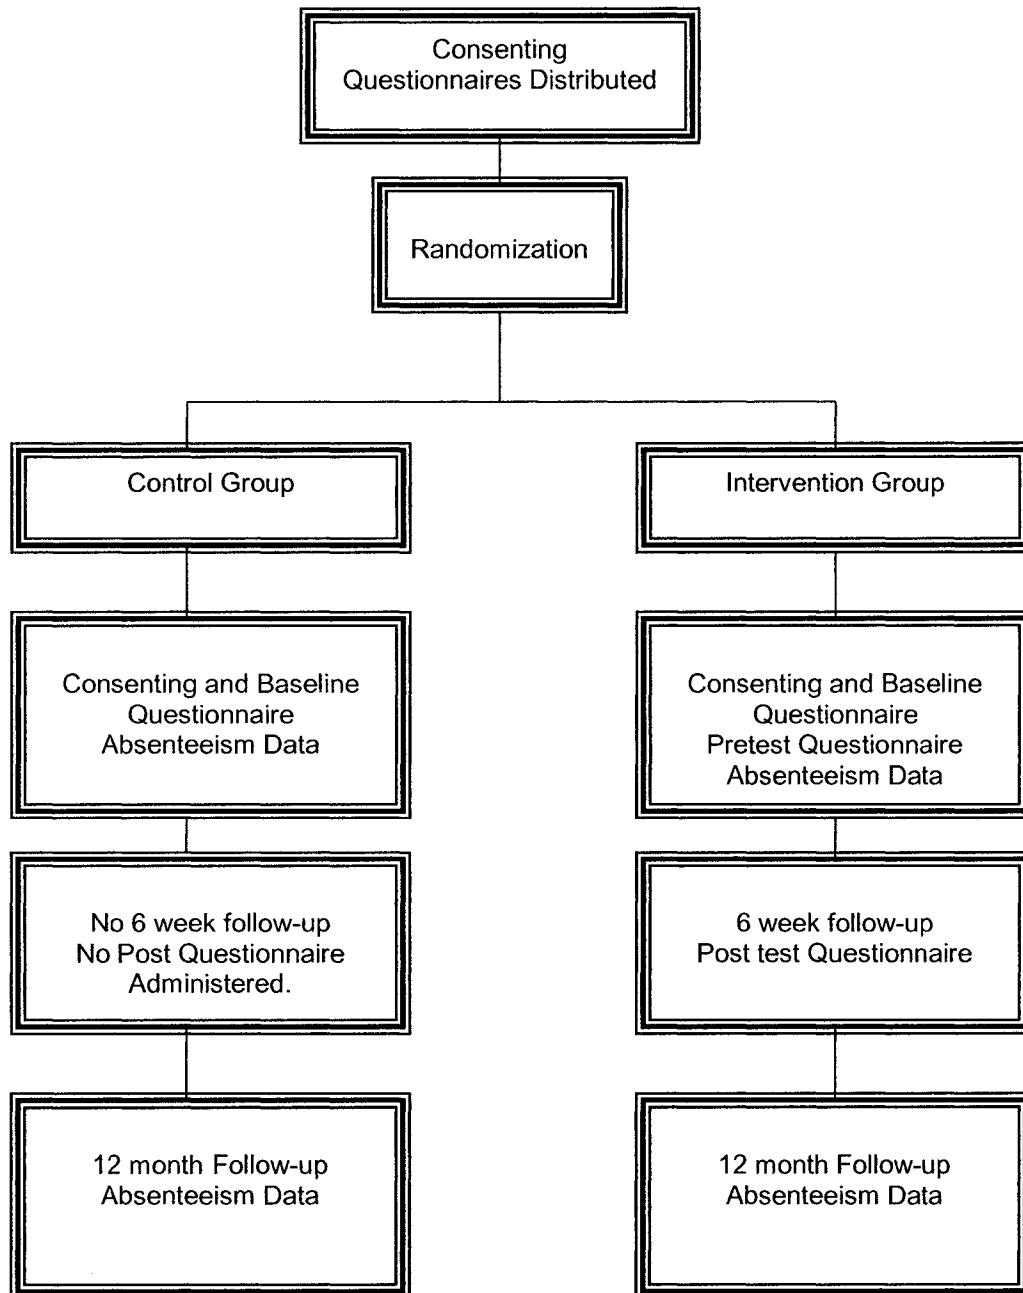 Consenting
Questionnaires Distributed
Randomization
Control Group
Intervention Group
Consenting and Baseline
Questionnaire
Absenteeism Data
Consenting and Baseline
Questionnaire
Pretest Questionnaire
Absenteeism Data
No 6 week follow-up
No Post Questionnaire
Administered.
6 week follow-up
Post test Questionnaire
12 month Follow-up
Absenteeism Data
12 month Follow-up
Absenteeism Data